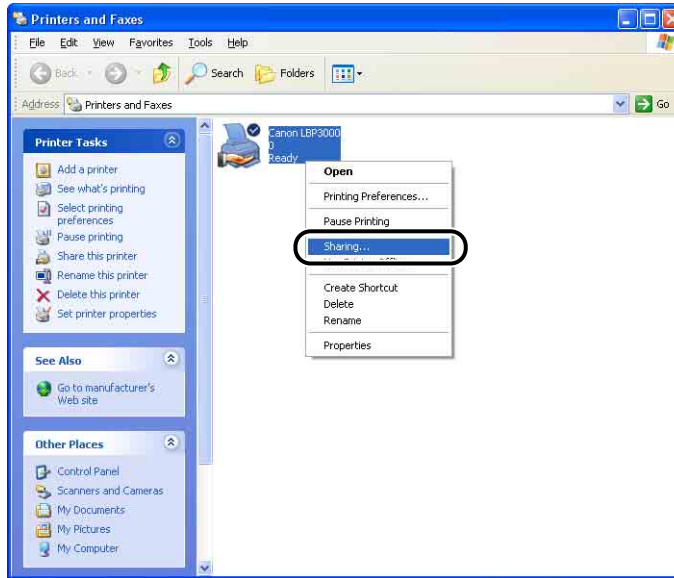 Printers and Faxes
File Edit View Favorites Tools Help
Back Search Folders
Address Printers and Faxes Go
Printer Tasks
Add a printer
See what's printing
Select printing
preferences
Pause printing
Share this printer
Rename this printer
Delete this printer
Set printer properties
See Also
Go to manufacturer's
Web site
Other Places
Control Panel
Scanners and Cameras
My Documents
My Pictures
My Computer
Canon LBP3000
0
Ready
Open
Printing Preferences...
Pause Printing
Sharing...
Create Shortcut
Delete
Rename
Properties